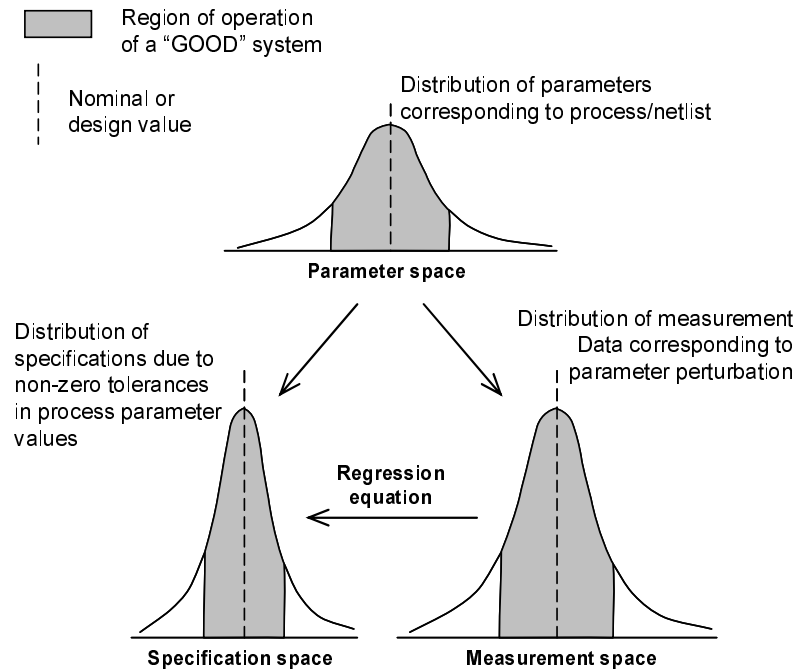 Region of operation
of a “GOOD” system
Nominal or
design value
Distribution of parameters
corresponding to process/netlist
Parameter space
Distribution of
specifications due to
non-zero tolerances
in process parameter
values
Distribution of measurement
Data corresponding to
parameter perturbation
Regression
equation
Specification space
Measurement space